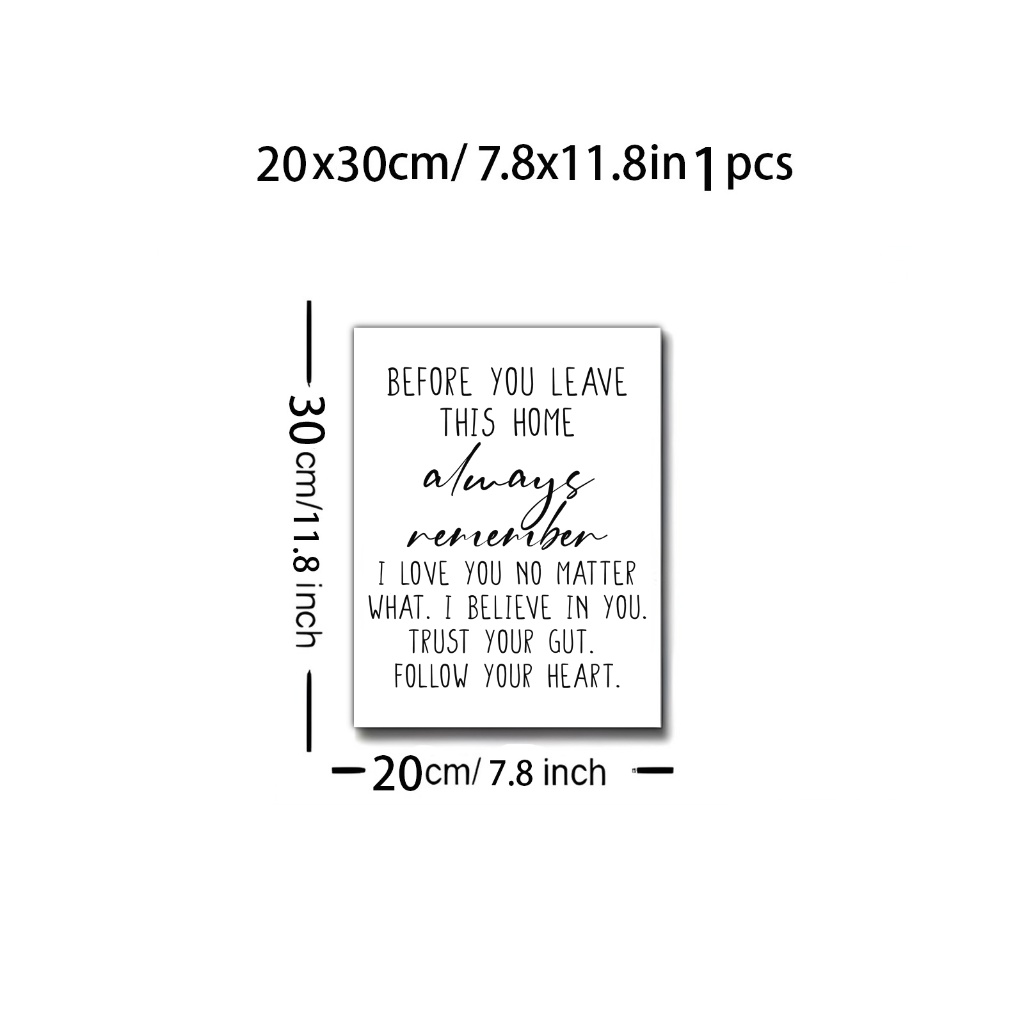 20x30cm/ 7.8x11.8in 1 pcs
BEFORE YOU LEAVE
THIS HOME
always
remember
I LOVE YOU NO MATTER
WHAT. I BELIEVE IN YOU.
TRUST YOUR GUT.
FOLLOW YOUR HEART.
30cm/11.8 inch
20cm/ 7.8 inch